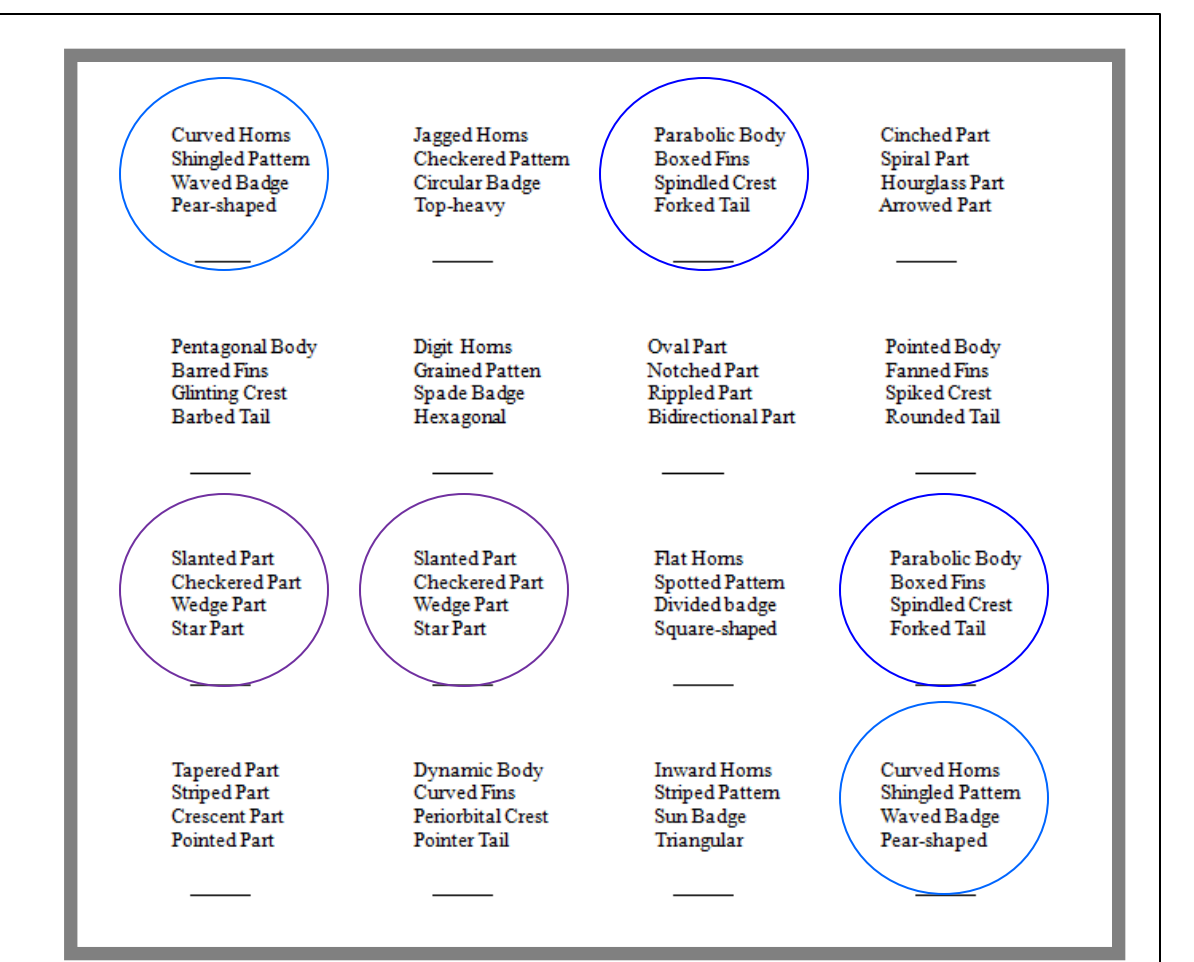 Curved Horns
Shingled Pattern
Waved Badge
Pear-shaped
Jagged Horns
Checkered Pattern
Circular Badge
Top-heavy
Parabolic Body
Boxed Fins
Spindled Crest
Forked Tail
Cinched Part
Spiral Part
Hourglass Part
Arrowed Part
Pentagonal Body
Barred Fins
Glinting Crest
Barbed Tail
Digit Horns
Grained Patten
Spade Badge
Hexagonal
Oval Part
Notched Part
Rippled Part
Bidirectional Part
Pointed Body
Fanned Fins
Spiked Crest
Rounded Tail
Slanted Part
Checkered Part
Wedge Part
Star Part
Slanted Part
Checkered Part
Wedge Part
Star Part
Flat Horns
Spotted Pattern
Divided badge
Square-shaped
Parabolic Body
Boxed Fins
Spindled Crest
Forked Tail
Tapered Part
Striped Part
Crescent Part
Pointed Part
Dynamic Body
Curved Fins
Periorbital Crest
Pointer Tail
Inward Horns
Striped Pattern
Sun Badge
Triangular
Curved Horns
Shingled Pattern
Waved Badge
Pear-shaped